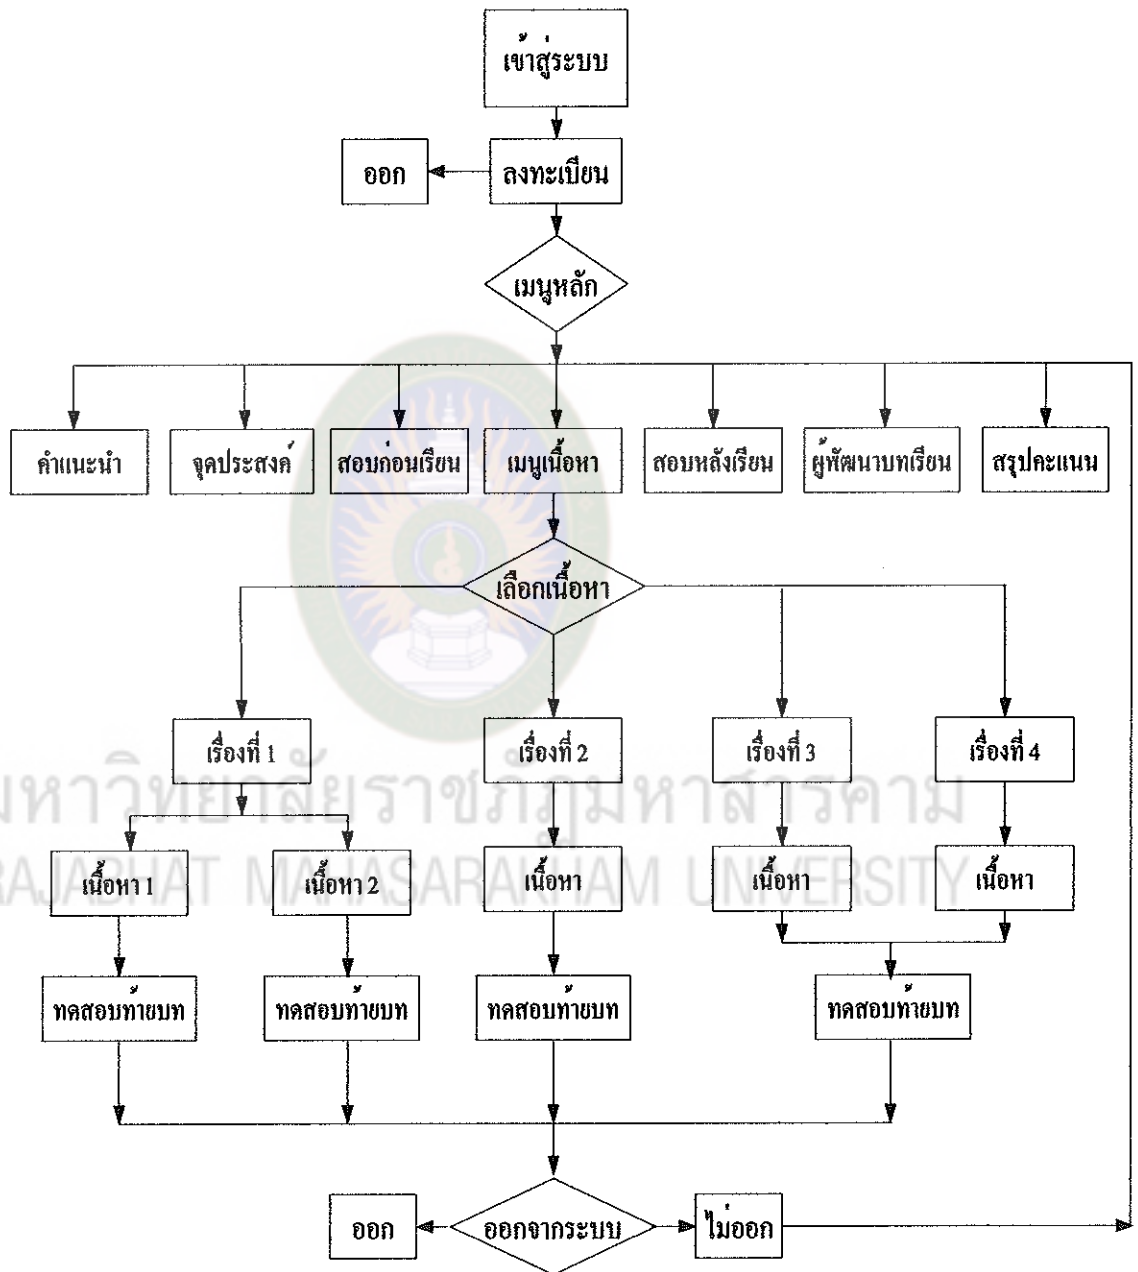 เข้าสู่ระบบ
ออก
ลงทะเบียน
เมนูหลัก
คำแนะนำ
จุดประสงค์
สอบก่อนเรียน
เมนูเนื้อหา
สอบหลังเรียน
ผู้พัฒนาบทเรียน
สรุปคะแนน
เลือกเนื้อหา
เรื่องที่ 1
เรื่องที่ 2
เรื่องที่ 3
เรื่องที่ 4
มหาวิทยาลัยราชภัฏมหาสารคาม
RAJABHAT MAHASARAKHAM UNIVERSITY
เนื้อหา 1
เนื้อหา 2
เนื้อหา
เนื้อหา
เนื้อหา
ทดสอบท้ายบท
ทดสอบท้ายบท
ทดสอบท้ายบท
ทดสอบท้ายบท
ออก
ออกจากระบบ
ไม่ออก